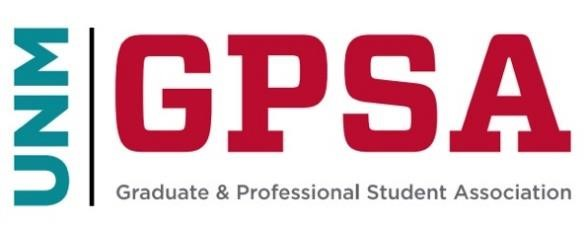 UNM
GPSA
Graduate & Professional Student Association